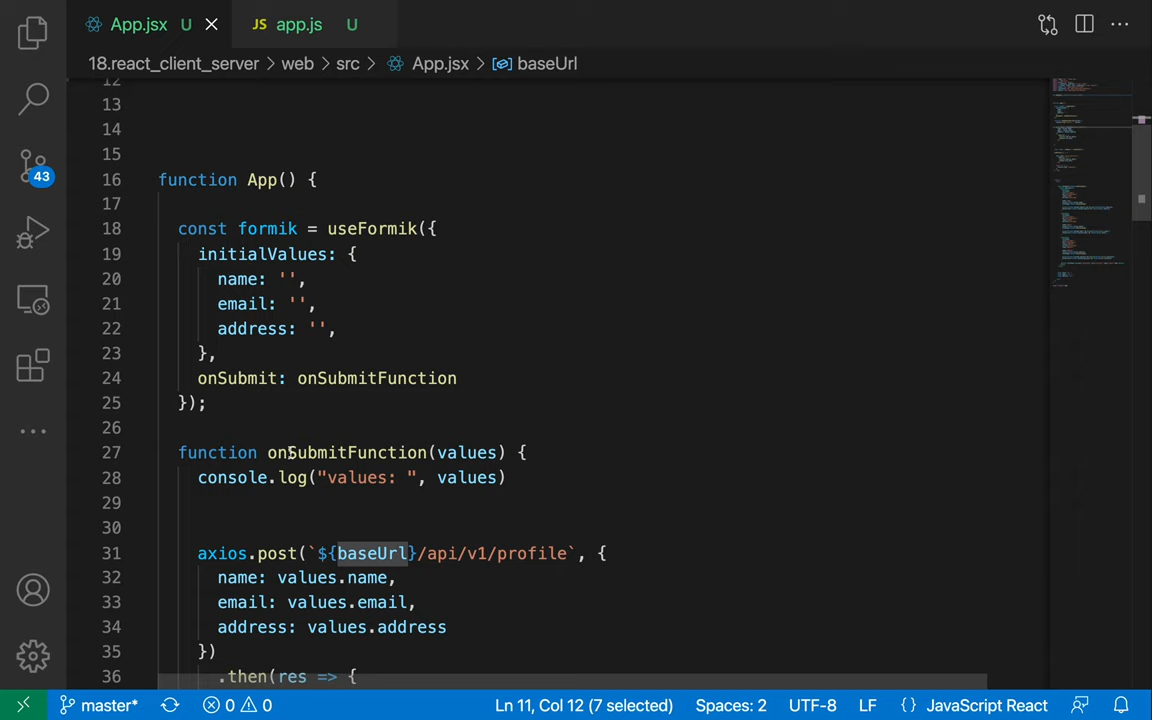 App.jsx U JS app.js U
18.react_client_server > web > src > App.jsx > baseUrl
12
13
14
15
16 function App() {
17
18 const formik = useFormik({
19 initialValues: {
20 name: '',
21 email: '',
22 address: '',
23 },
24 onSubmit: onSubmitFunction
25 });
26
27 function onSubmitFunction(values) {
28 console.log("values: ", values)
29
30
31 axios.post(`${baseUrl}/api/v1/profile`, {
32 name: values.name,
33 email: values.email,
34 address: values.address
35 })
36 .then(res => {
43
master* 0 0 Ln 11, Col 12 (7 selected) Spaces: 2 UTF-8 LF {} JavaScript React